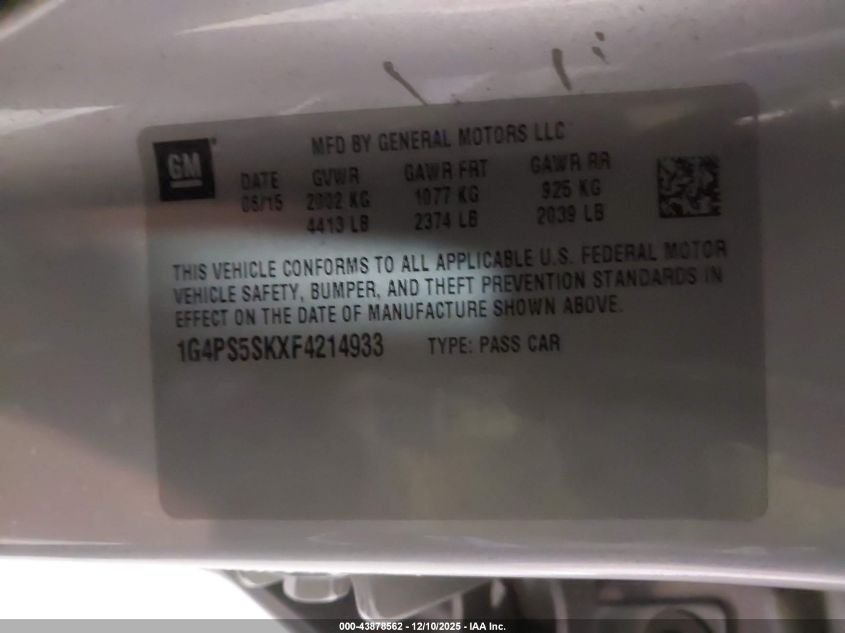 GM
MFD BY GENERAL MOTORS LLC
DATE GVWR GAWR FRT GAWR RR
05/15 2002 KG 1077 KG 925 KG
4413 LB 2374 LB 2039 LB
THIS VEHICLE CONFORMS TO ALL APPLICABLE U.S. FEDERAL MOTOR
VEHICLE SAFETY, BUMPER, AND THEFT PREVENTION STANDARDS IN
EFFECT ON THE DATE OF MANUFACTURE SHOWN ABOVE.
1G4PS5SKXF4214933 TYPE: PASS CAR
000-43878562 - 12/10/2025 - IAA Inc.